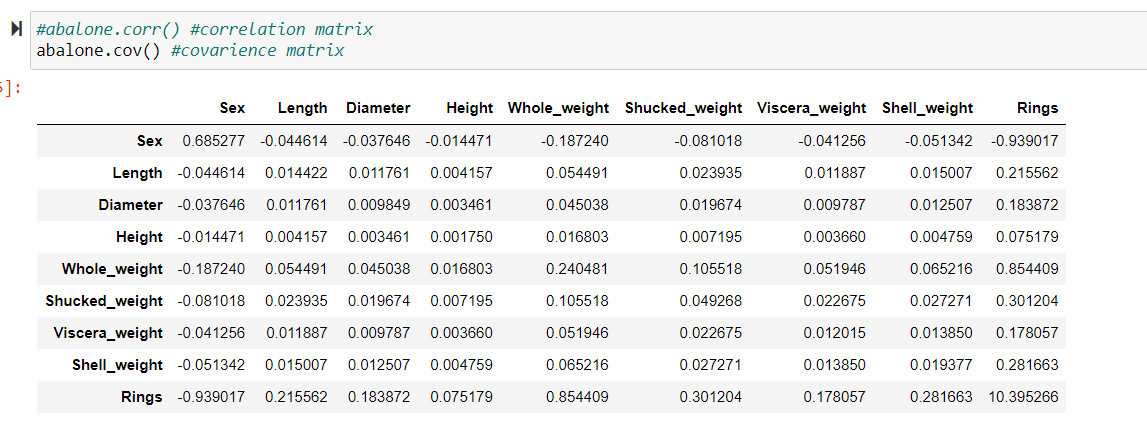 #abalone.corr() #correlation matrix
abalone.cov() #covarience matrix
5]:
Sex Length Diameter Height Whole_weight Shucked_weight Viscera_weight Shell_weight Rings
Sex 0.685277 -0.044614 -0.037646 -0.014471 -0.187240 -0.081018 -0.041256 -0.051342 -0.939017
Length -0.044614 0.014422 0.011761 0.004157 0.054491 0.023935 0.011887 0.015007 0.215562
Diameter -0.037646 0.011761 0.009849 0.003461 0.045038 0.019674 0.009787 0.012507 0.183872
Height -0.014471 0.004157 0.003461 0.001750 0.016803 0.007195 0.003660 0.004759 0.075179
Whole_weight -0.187240 0.054491 0.045038 0.016803 0.240481 0.105518 0.051946 0.065216 0.854409
Shucked_weight -0.081018 0.023935 0.019674 0.007195 0.105518 0.049268 0.022675 0.027271 0.301204
Viscera_weight -0.041256 0.011887 0.009787 0.003660 0.051946 0.022675 0.012015 0.013850 0.178057
Shell_weight -0.051342 0.015007 0.012507 0.004759 0.065216 0.027271 0.013850 0.019377 0.281663
Rings -0.939017 0.215562 0.183872 0.075179 0.854409 0.301204 0.178057 0.281663 10.395266